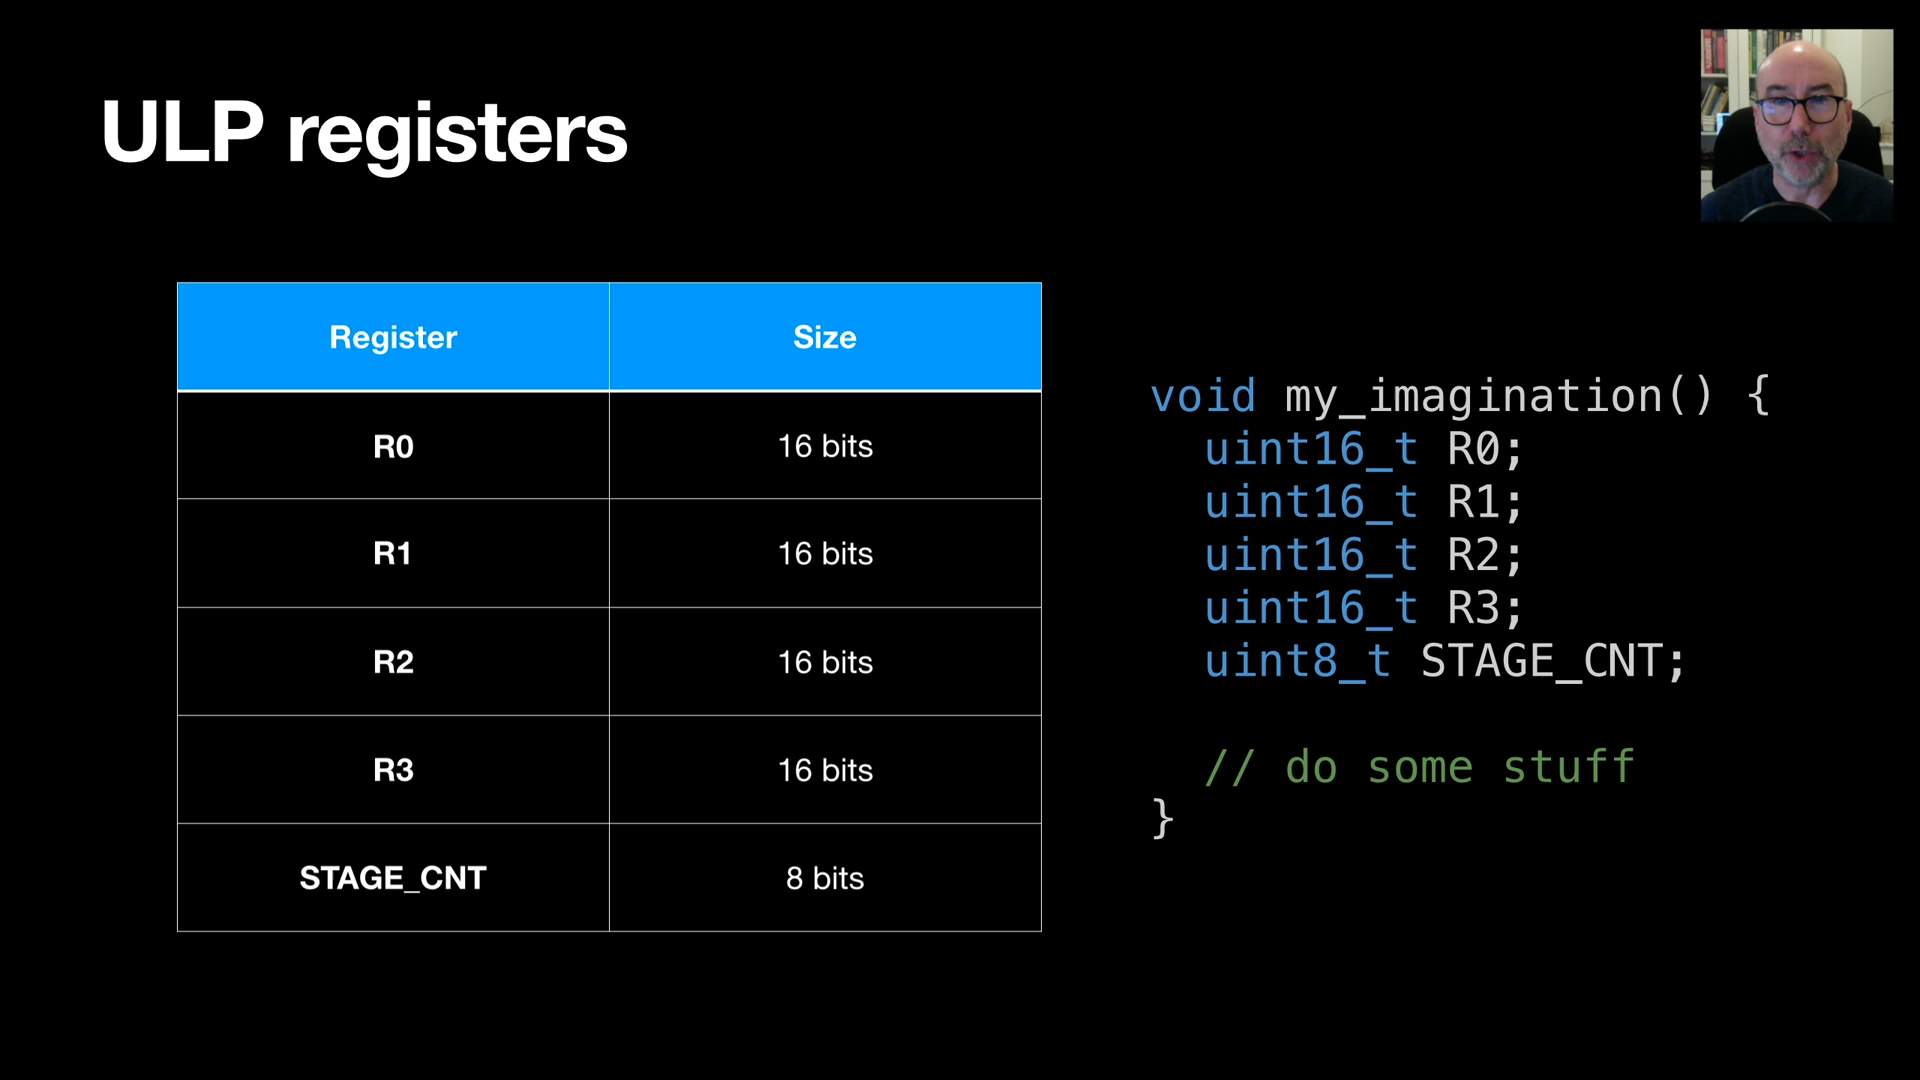 ULP registers
Register Size
R0 16 bits
R1 16 bits
R2 16 bits
R3 16 bits
STAGE_CNT 8 bits
void my_imagination() {
  uint16_t R0;
  uint16_t R1;
  uint16_t R2;
  uint16_t R3;
  uint8_t STAGE_CNT;
  // do some stuff
}